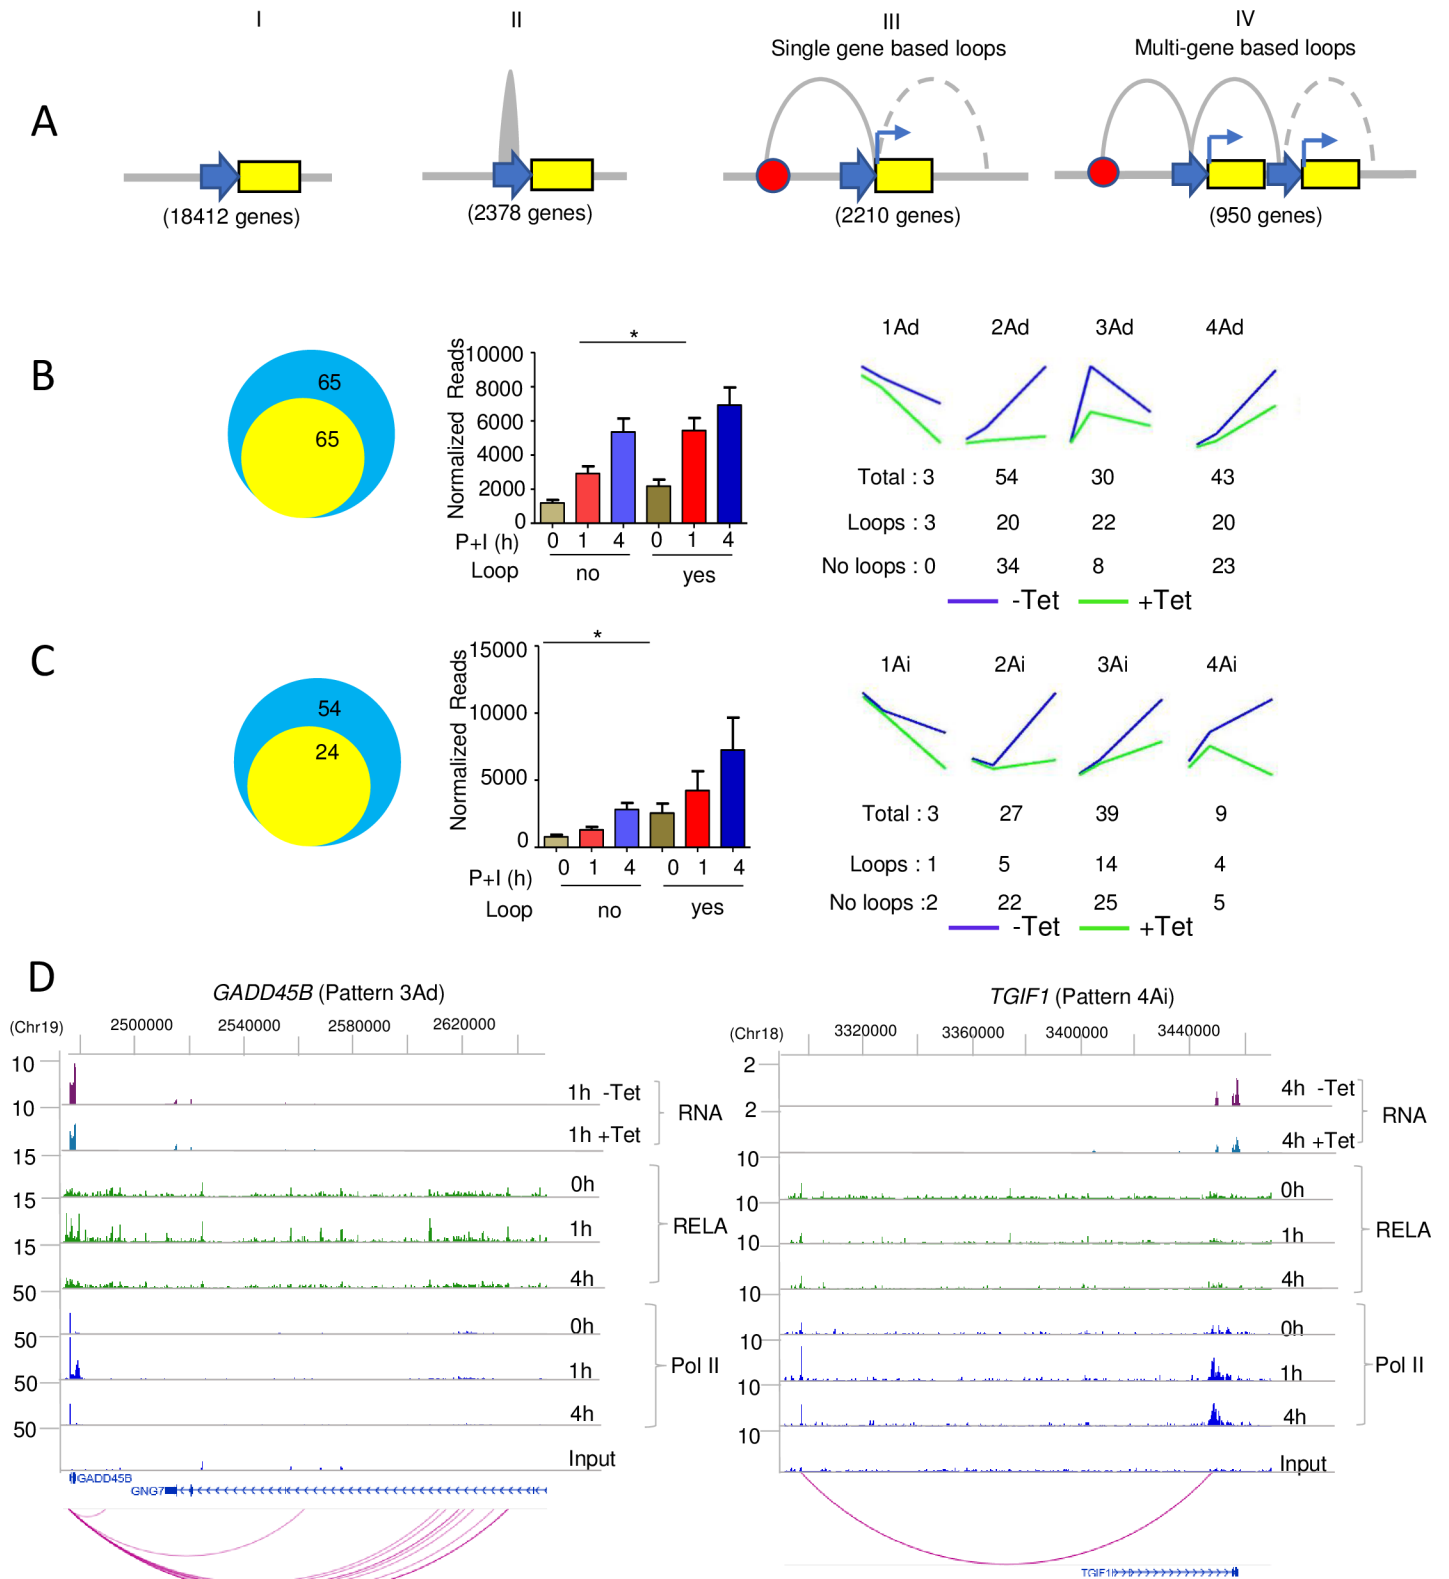 I II III IV
Single gene based loops Multi-gene based loops
A
(18412 genes) (2378 genes) (2210 genes) (950 genes)
B
65
65
Normalized Reads
10000
8000
6000
4000
2000
0
*
P+I (h) 0 1 4 0 1 4
Loop no yes
1Ad 2Ad 3Ad 4Ad
Total : 3 54 30 43
Loops : 3 20 22 20
No loops : 0 34 8 23
-Tet +Tet
C
54
24
Normalized Reads
15000
10000
5000
0
*
P+I (h) 0 1 4 0 1 4
Loop no yes
1Ai 2Ai 3Ai 4Ai
Total : 3 27 39 9
Loops : 1 5 14 4
No loops :2 22 25 5
-Tet +Tet
D
GADD45B (Pattern 3Ad)
(Chr19) 2500000 2540000 2580000 2620000
10 1h -Tet
10 1h +Tet
RNA
15 0h
15 1h
15 4h
RELA
50 0h
50 1h
50 4h
Pol II
50 Input
GADD45B
GNG7
TGIF1 (Pattern 4Ai)
(Chr18) 3320000 3360000 3400000 3440000
2 4h -Tet
2 4h +Tet
RNA
10 0h
10 1h
10 4h
RELA
10 0h
10 1h
10 4h
Pol II
10 Input
TGIF1